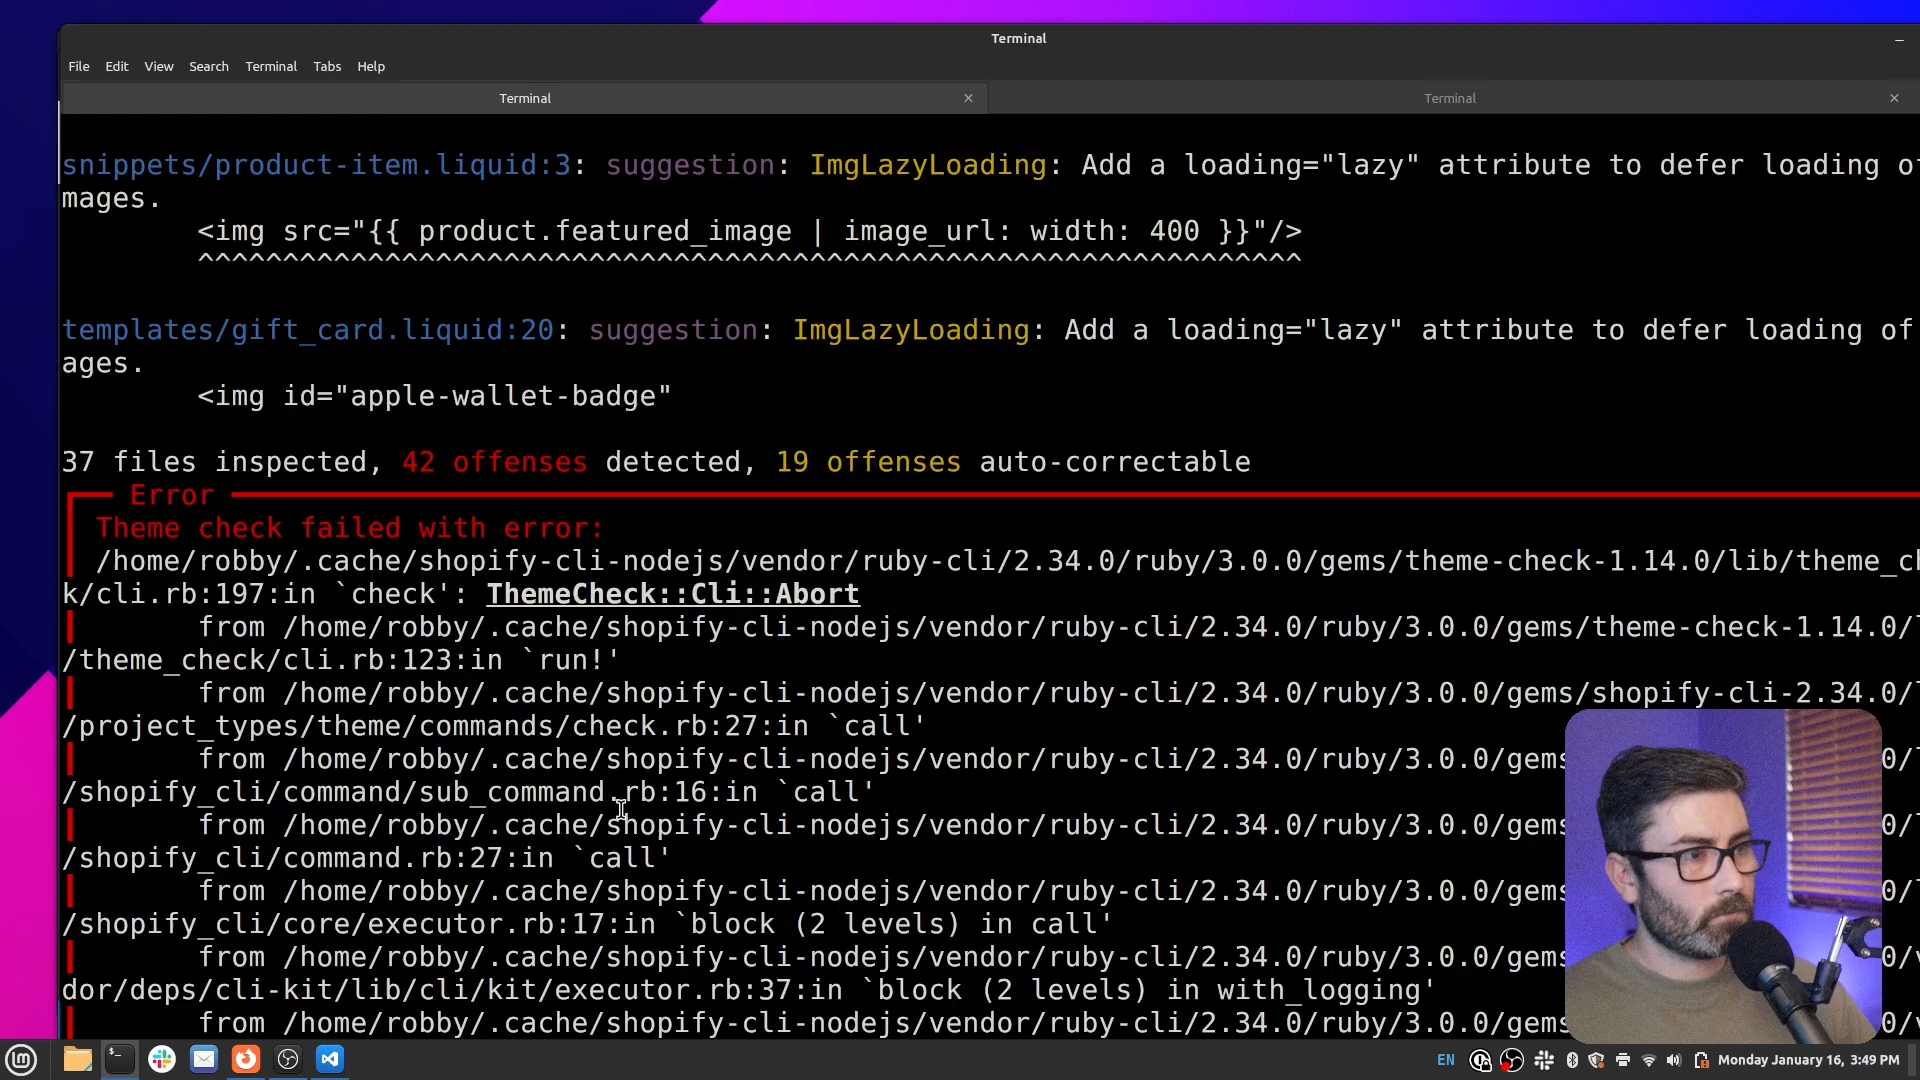 Terminal
File Edit View Search Terminal Tabs Help
Terminal × Terminal ×
snippets/product-item.liquid:3: suggestion: ImgLazyLoading: Add a loading="lazy" attribute to defer loading of
mages.
<img src="{{ product.featured_image | image_url: width: 400 }}"/>
^^^^^^^^^^^^^^^^^^^^^^^^^^^^^^^^^^^^^^^^^^^^^^^^^^^^^^^^^^^^^^^^^
templates/gift_card.liquid:20: suggestion: ImgLazyLoading: Add a loading="lazy" attribute to defer loading of
ages.
<img id="apple-wallet-badge"
37 files inspected, 42 offenses detected, 19 offenses auto-correctable
Error
Theme check failed with error:
/home/robby/.cache/shopify-cli-nodejs/vendor/ruby-cli/2.34.0/ruby/3.0.0/gems/theme-check-1.14.0/lib/theme_ch
k/cli.rb:197:in `check': ThemeCheck::Cli::Abort
from /home/robby/.cache/shopify-cli-nodejs/vendor/ruby-cli/2.34.0/ruby/3.0.0/gems/theme-check-1.14.0/l
/theme_check/cli.rb:123:in `run!'
from /home/robby/.cache/shopify-cli-nodejs/vendor/ruby-cli/2.34.0/ruby/3.0.0/gems/shopify-cli-2.34.0/l
/project_types/theme/commands/check.rb:27:in `call'
from /home/robby/.cache/shopify-cli-nodejs/vendor/ruby-cli/2.34.0/ruby/3.0.0/gems
/shopify_cli/command/sub_command.rb:16:in `call'
from /home/robby/.cache/shopify-cli-nodejs/vendor/ruby-cli/2.34.0/ruby/3.0.0/gems
/shopify_cli/command.rb:27:in `call'
from /home/robby/.cache/shopify-cli-nodejs/vendor/ruby-cli/2.34.0/ruby/3.0.0/gems
/shopify_cli/core/executor.rb:17:in `block (2 levels) in call'
from /home/robby/.cache/shopify-cli-nodejs/vendor/ruby-cli/2.34.0/ruby/3.0.0/gems
dor/deps/cli-kit/lib/cli/kit/executor.rb:37:in `block (2 levels) in with_logging'
from /home/robby/.cache/shopify-cli-nodejs/vendor/ruby-cli/2.34.0/ruby/3.0.0/gems
EN Monday January 16, 3:49 PM